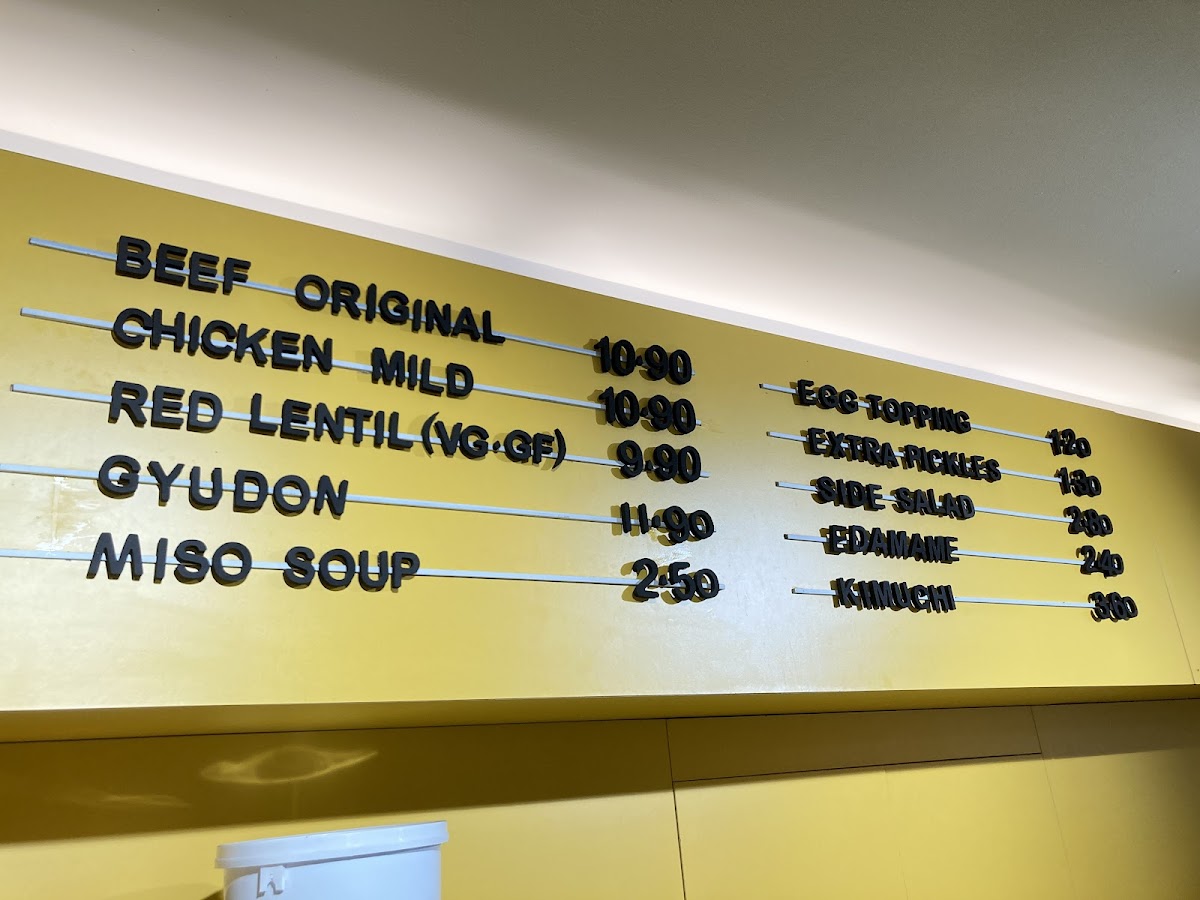 BEEF ORIGINAL 10.90
CHICKEN MILD 10.90
RED LENTIL (VG.GF) 9.90
GYUDON 11.90
MISO SOUP 2.50
EGG TOPPING 1.20
EXTRA PICKLES 1.30
SIDE SALAD 2.80
EDAMAME 2.40
KIMUCHI 3.60